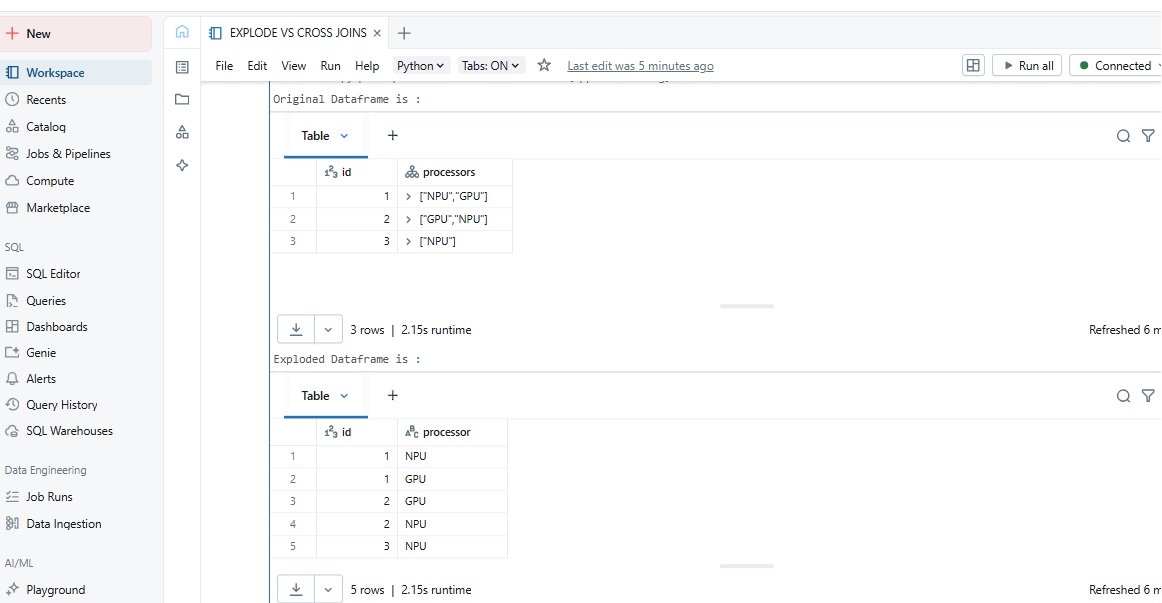 New
EXPLODE VS CROSS JOINS
Workspace
File Edit View Run Help Python Tabs: ON Last edit was 5 minutes ago Run all Connected
Recents
Catalog
Jobs & Pipelines
Compute
Marketplace
SQL
SQL Editor
Queries
Dashboards
Genie
Alerts
Query History
SQL Warehouses
Data Engineering
Job Runs
Data Ingestion
AI/ML
Playground
Original Dataframe is :
Table
123 id ABC processors
1 1 ["NPU","GPU"]
2 2 ["GPU","NPU"]
3 3 ["NPU"]
3 rows | 2.15s runtime Refreshed 6 m
Exploded Dataframe is :
Table
123 id ABC processor
1 1 NPU
2 1 GPU
3 2 GPU
4 2 NPU
5 3 NPU
5 rows | 2.15s runtime Refreshed 6 m